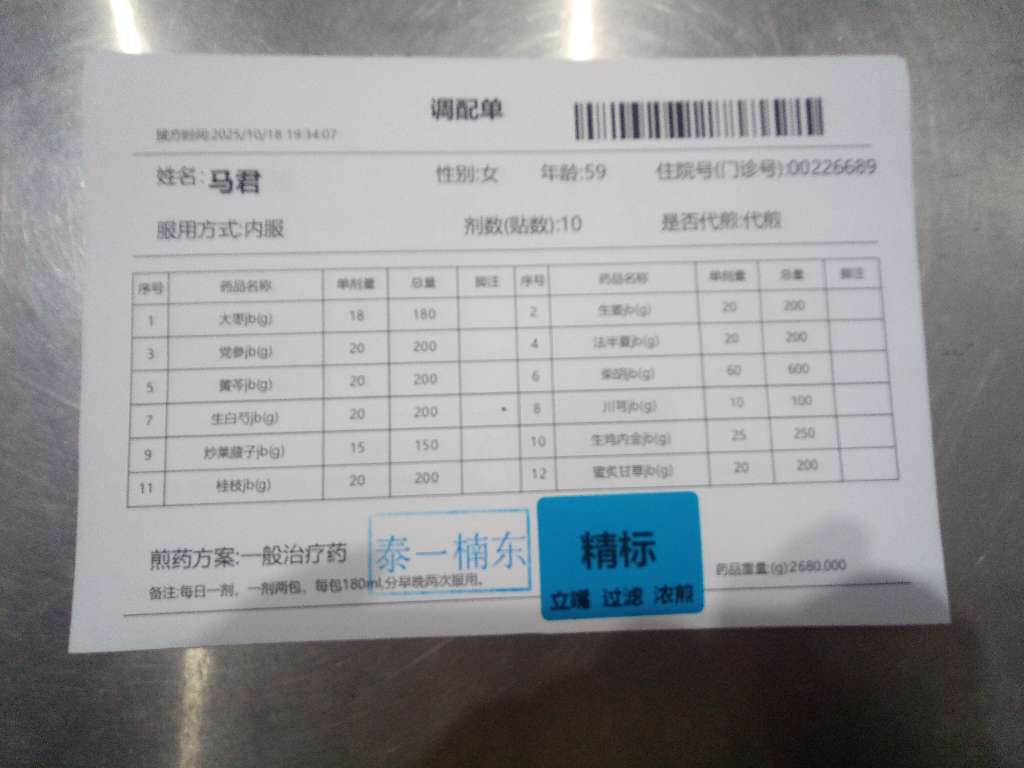 调配单
提方时间:2025/10/18 19:34:07
姓名:马君 性别:女 年龄:59 住院号(门诊号):00226689
服用方式:内服 剂数(贴数):10 是否代煎:代煎
序号 药品名称 单剂量 总量 脚注 序号 药品名称 单剂量 总量 脚注
1 大枣jb(g) 18 180 2 生姜jb(g) 20 200
3 党参jb(g) 20 200 4 法半夏jb(g) 20 200
5 黄芩jb(g) 20 200 6 柴胡jb(g) 60 600
7 生白芍jb(g) 20 200 8 川芎jb(g) 10 100
9 炒莱菔子jb(g) 15 150 10 生鸡内金jb(g) 25 250
11 桂枝jb(g) 20 200 12 蜜炙甘草jb(g) 20 200
煎药方案:一般治疗药
泰一楠东
精标
立嘴 过滤 浓煎
药品重量:(g):2680.000
备注:每日一剂，一剂两包，每包180ml,分早晚两次服用。